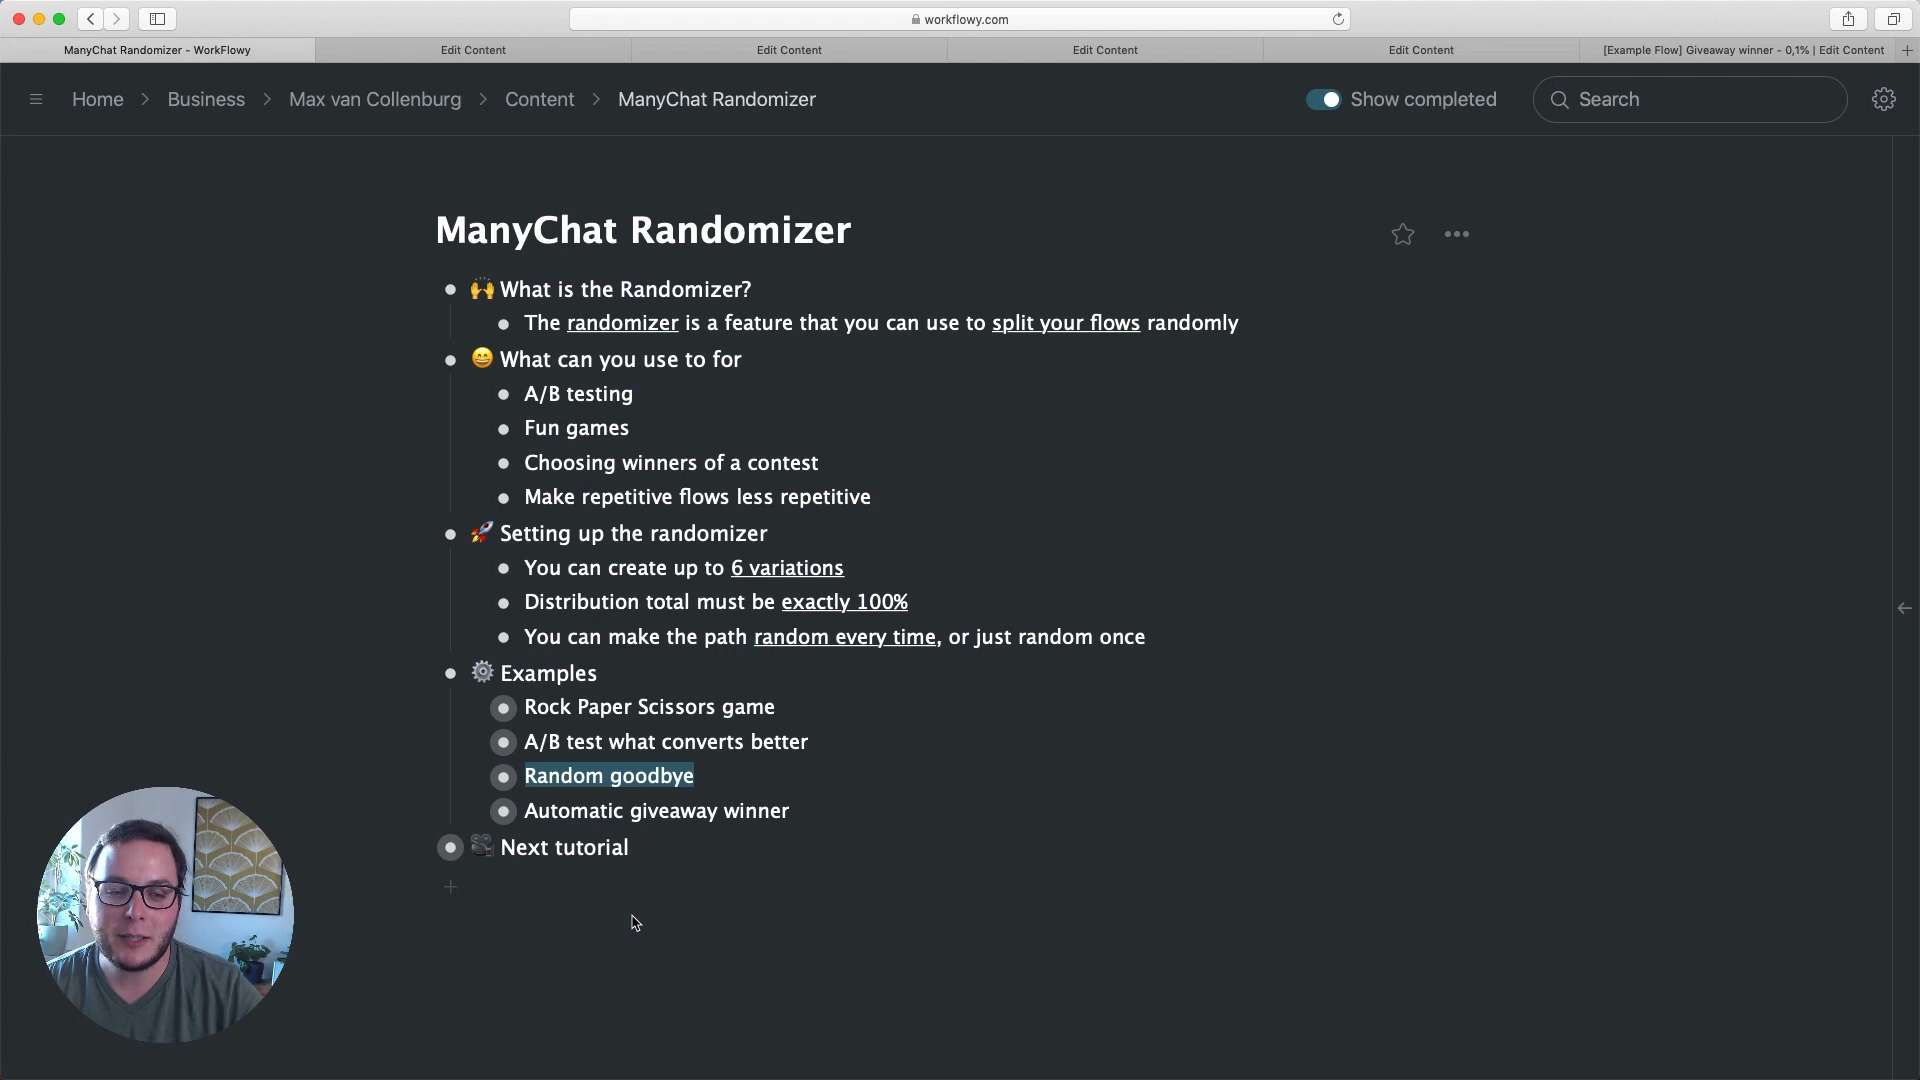 workflowy.com
ManyChat Randomizer - WorkFlowy
Edit Content
Edit Content
Edit Content
Edit Content
[Example Flow] Giveaway winner - 0,1% | Edit Content
Home > Business > Max van Collenburg > Content > ManyChat Randomizer
Show completed
Search
ManyChat Randomizer
🙌 What is the Randomizer?
The randomizer is a feature that you can use to split your flows randomly
😄 What can you use to for
A/B testing
Fun games
Choosing winners of a contest
Make repetitive flows less repetitive
🚀 Setting up the randomizer
You can create up to 6 variations
Distribution total must be exactly 100%
You can make the path random every time, or just random once
⚙️ Examples
Rock Paper Scissors game
A/B test what converts better
Random goodbye
Automatic giveaway winner
🎥 Next tutorial